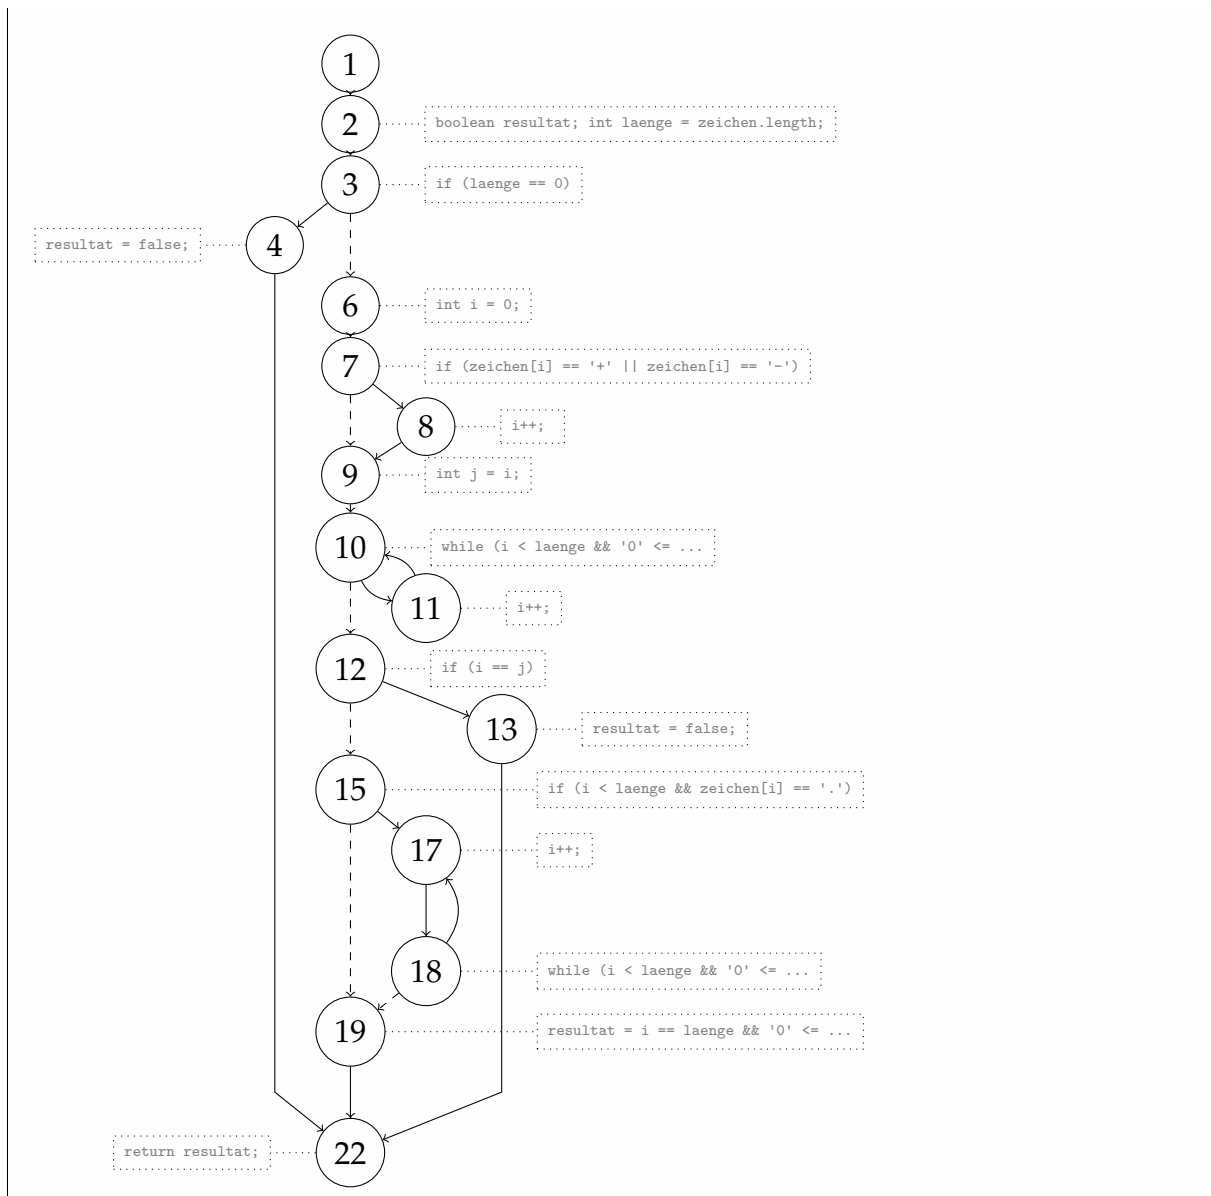 1
2
boolean resultat; int laenge = zeichen.length;
3
if (laenge == 0)
resultat = false;
4
6
int i = 0;
7
if (zeichen[i] == '+' || zeichen[i] == '-')
8
i++;
9
int j = i;
10
while (i < laenge && '0' <= ...
11
i++;
12
if (i == j)
13
resultat = false;
15
if (i < laenge && zeichen[i] == '.')
17
i++;
18
while (i < laenge && '0' <= ...
19
resultat = i == laenge && '0' <= ...
return resultat;
22